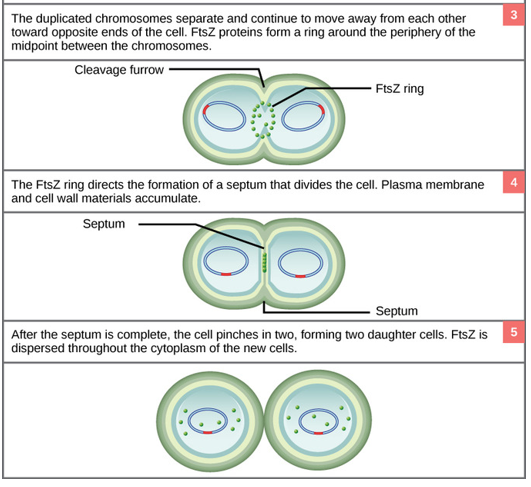 The duplicated chromosomes separate and continue to move away from each other
toward opposite ends of the cell. FtsZ proteins form a ring around the periphery of the
midpoint between the chromosomes.
3
Cleavage furrow
FtsZ ring
The FtsZ ring directs the formation of a septum that divides the cell. Plasma membrane
and cell wall materials accumulate.
4
Septum
Septum
After the septum is complete, the cell pinches in two, forming two daughter cells. FtsZ is
dispersed throughout the cytoplasm of the new cells.
5